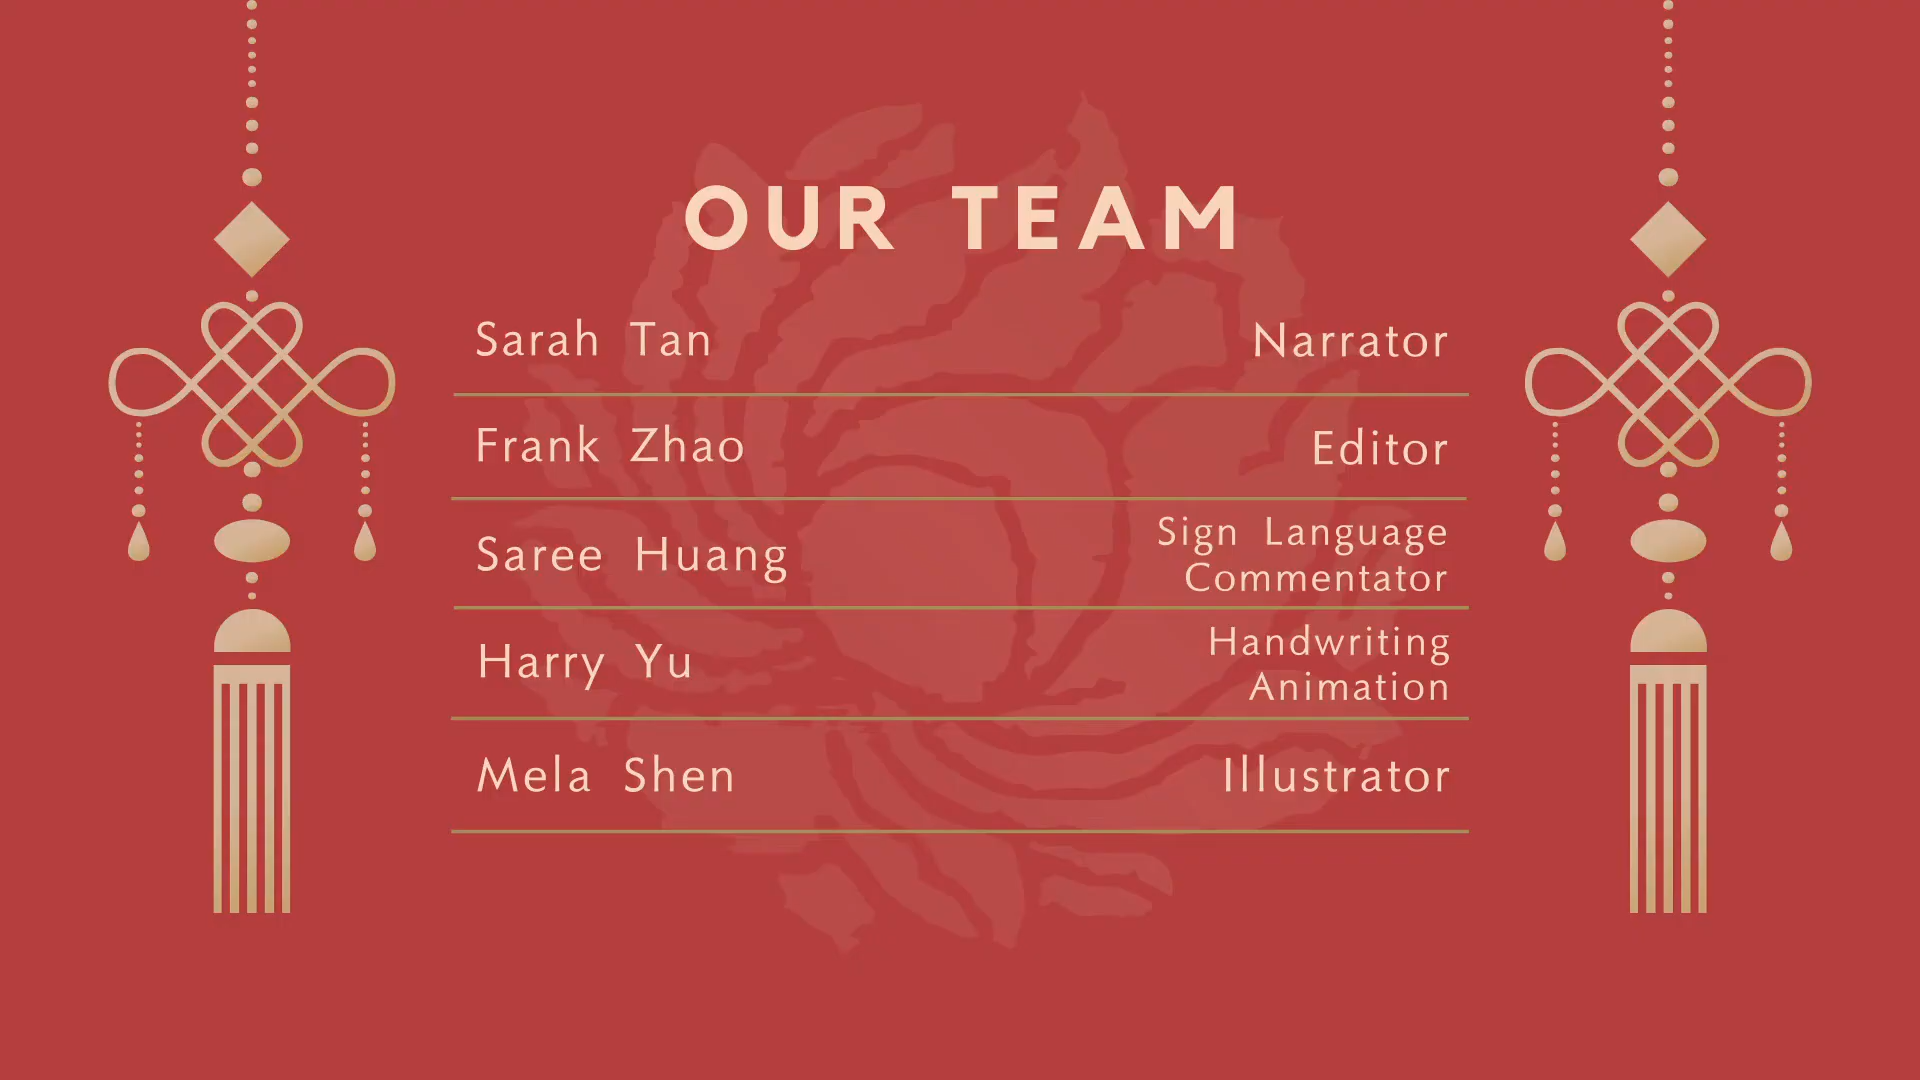 OUR TEAM
Sarah Tan Narrator
Frank Zhao Editor
Saree Huang Sign Language
Commentator
Harry Yu Handwriting
Animation
Mela Shen Illustrator